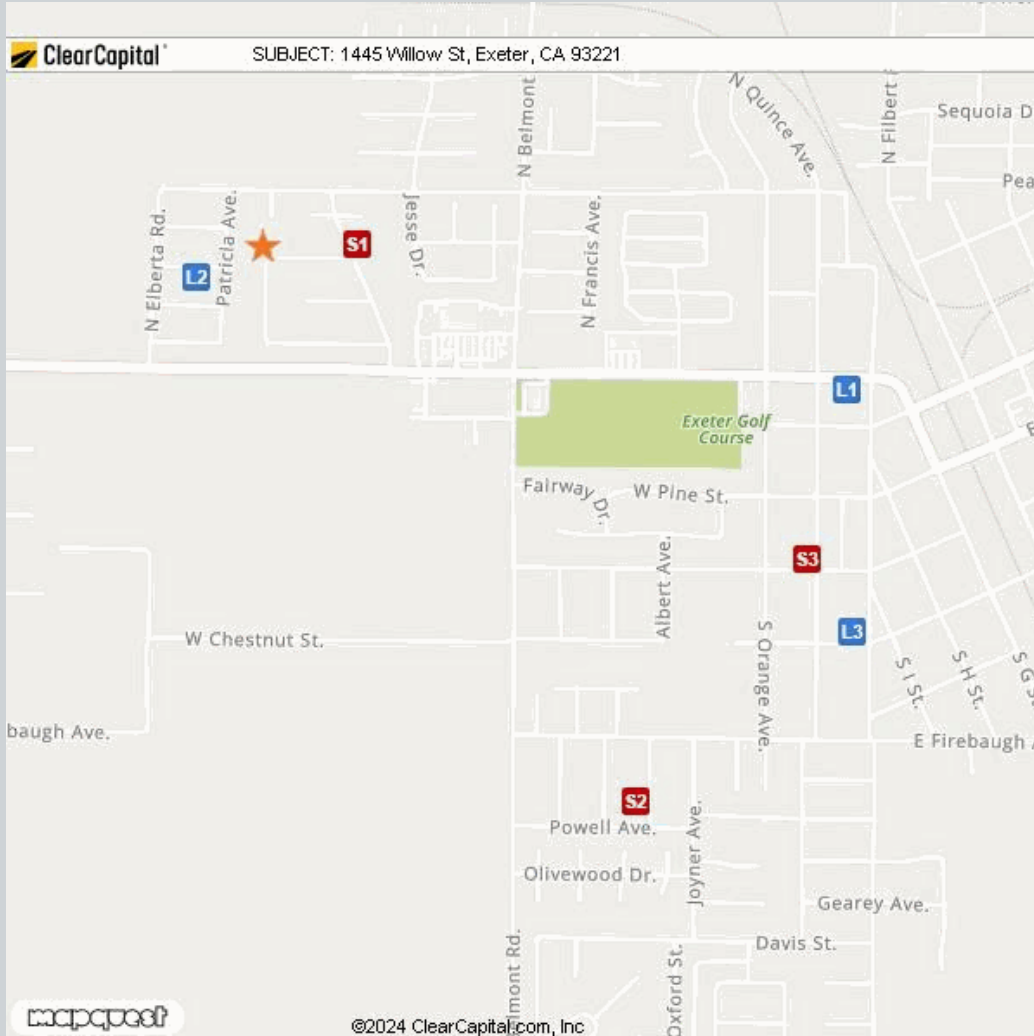 ClearCapital
SUBJECT: 1445 Willow St, Exeter, CA 93221
N Belmont
N Quince Ave.
N Filbert
Sequoia D
Pea
N Elberta Rd.
Patricia Ave.
S1
Jesse Dr.
N Francis Ave.
L2
L1
Exeter Golf
Course
Fairway Dr.
W Pine St.
S3
Albert Ave.
W Chestnut St.
L3
S Orange Ave.
S I St.
S H St.
S G S
baugh Ave.
E Firebaugh
S2
Powell Ave.
Joyner Ave.
Olivewood Dr.
Gearey Ave.
lmont Rd.
Oxford St.
Davis St.
mapquest
©2024 ClearCapital.com, Inc